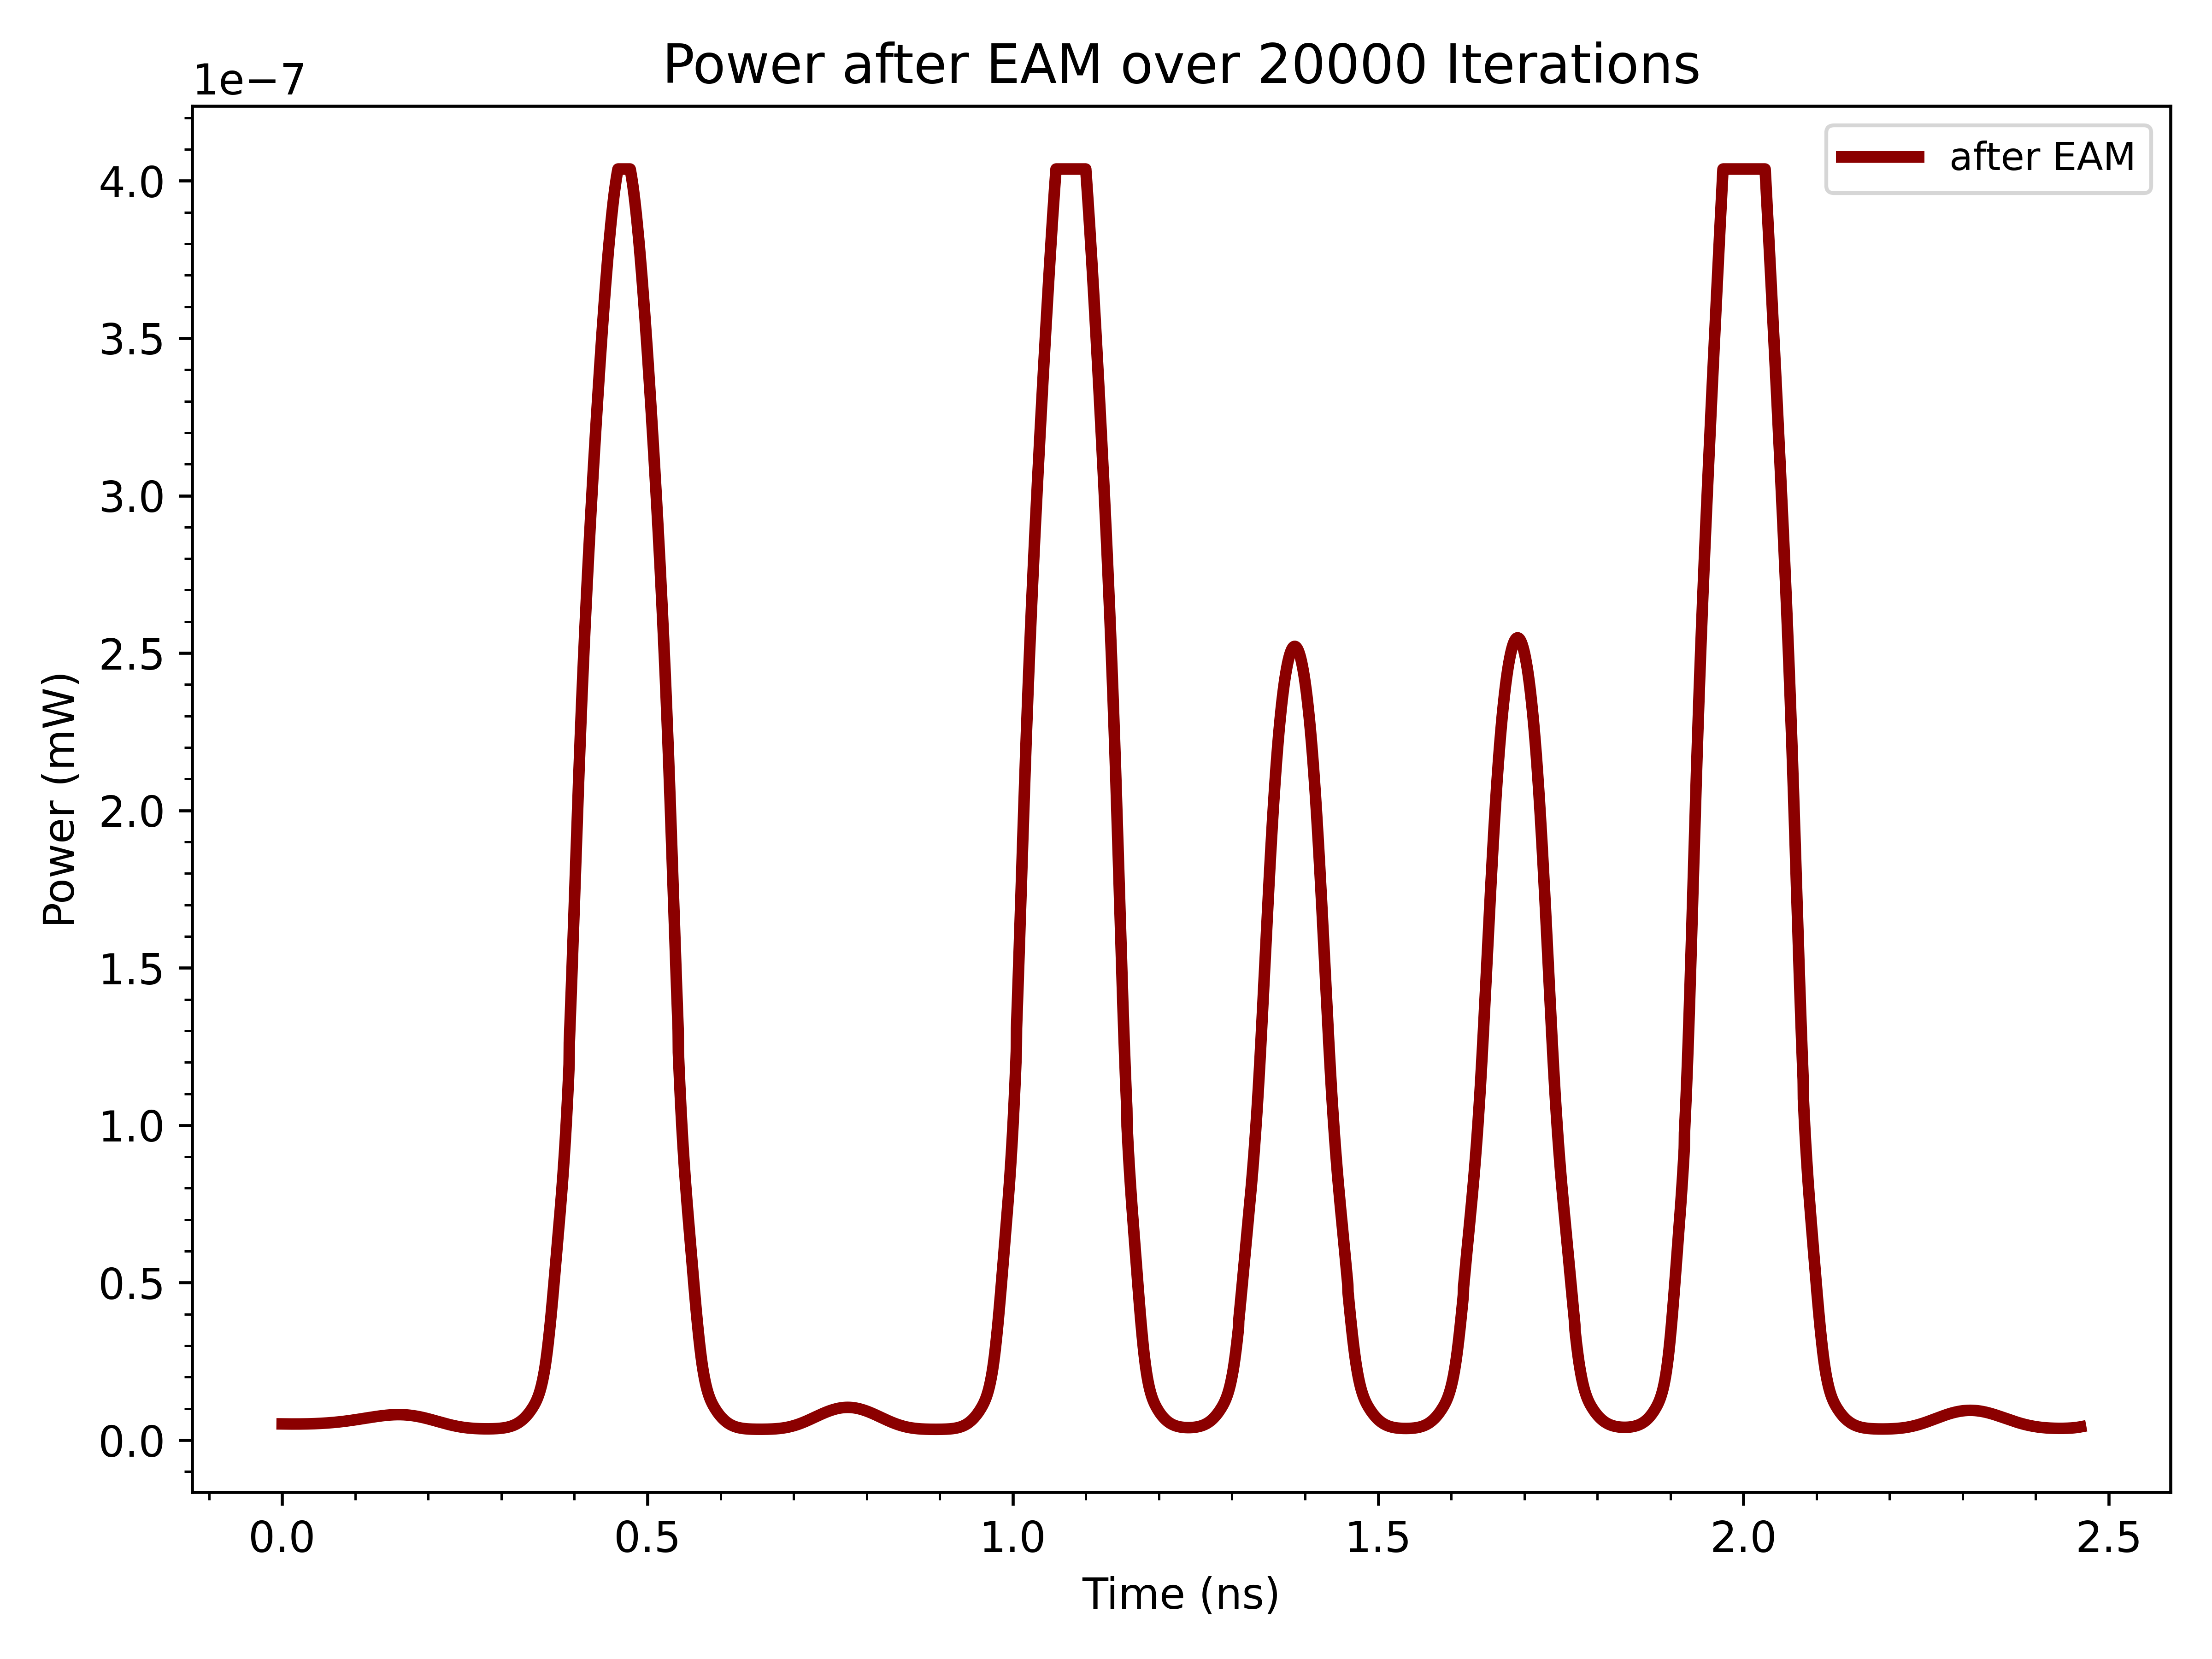 Power after EAM over 20000 Iterations
1e−7
after EAM
4.0
3.5
3.0
2.5
2.0
1.5
1.0
0.5
0.0
Power (mW)
0.0 0.5 1.0 1.5 2.0 2.5
Time (ns)